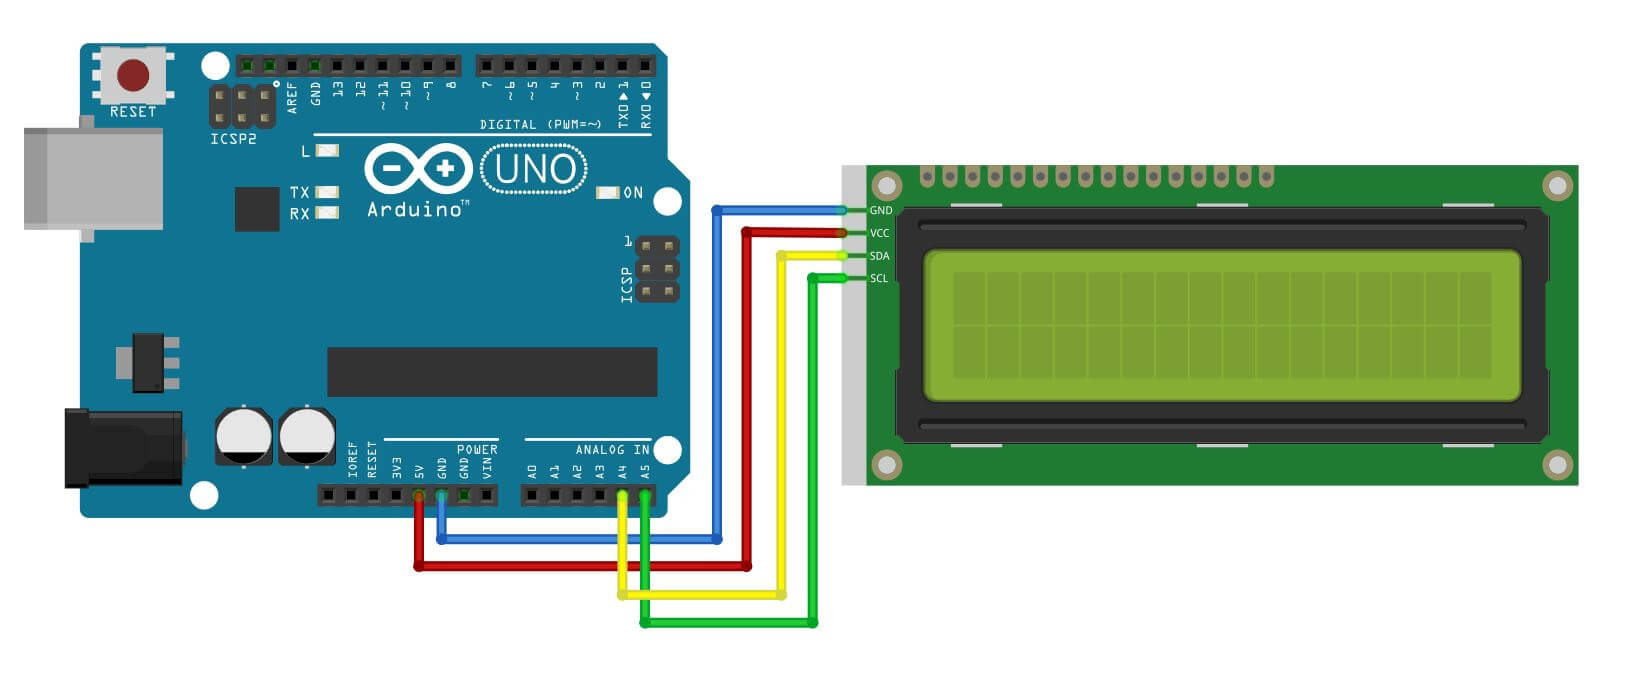 RESET
ICSP2
AREF
GND
13
12
~11
~10
~9
8
7
~6
~5
4
~3
2
TX0▶1
RX0◀0
DIGITAL (PWM=~)
L
TX
RX
UNO
ON
Arduino™
1
ICSP
GND
VCC
SDA
SCL
POWER
ANALOG IN
IOREF
RESET
3V3
5V
GND
GND
VIN
A0
A1
A2
A3
A4
A5